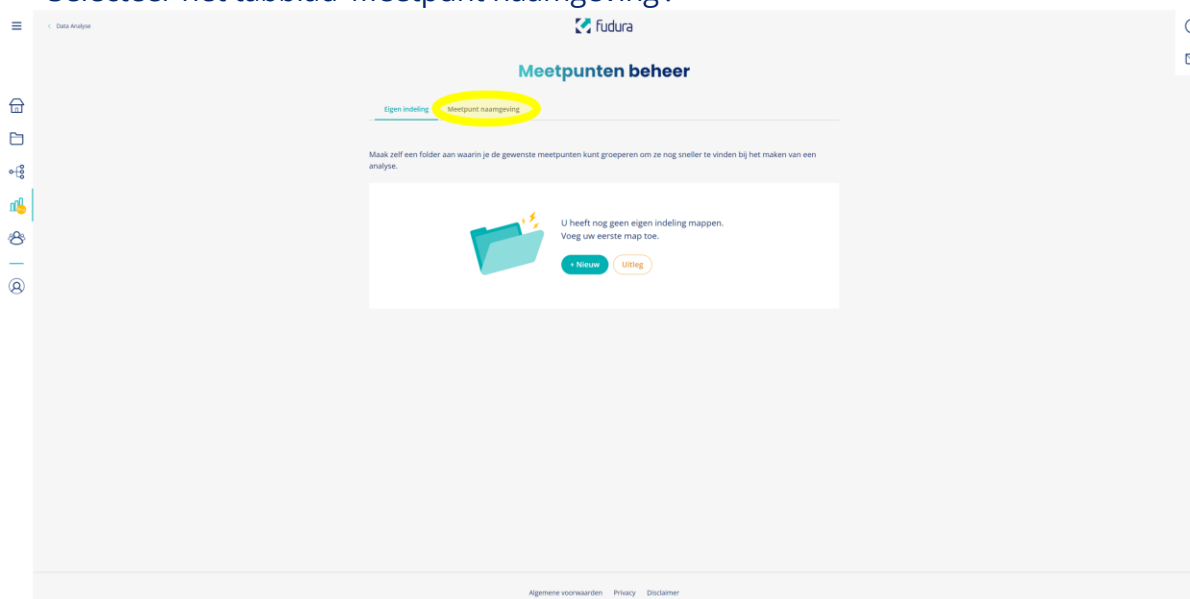 Selecteer het tabblad 'Meetpunt naamgeving'.
< Data Analyse
fudura
Meetpunten beheer
Eigen indeling Meetpunt naamgeving
Maak zelf een folder aan waarin je de gewenste meetpunten kunt groeperen om ze nog sneller te vinden bij het maken van een
analyse.
U heeft nog geen eigen indeling mappen.
Voeg uw eerste map toe.
+ Nieuw Uitleg
Algemene voorwaarden Privacy Disclaimer